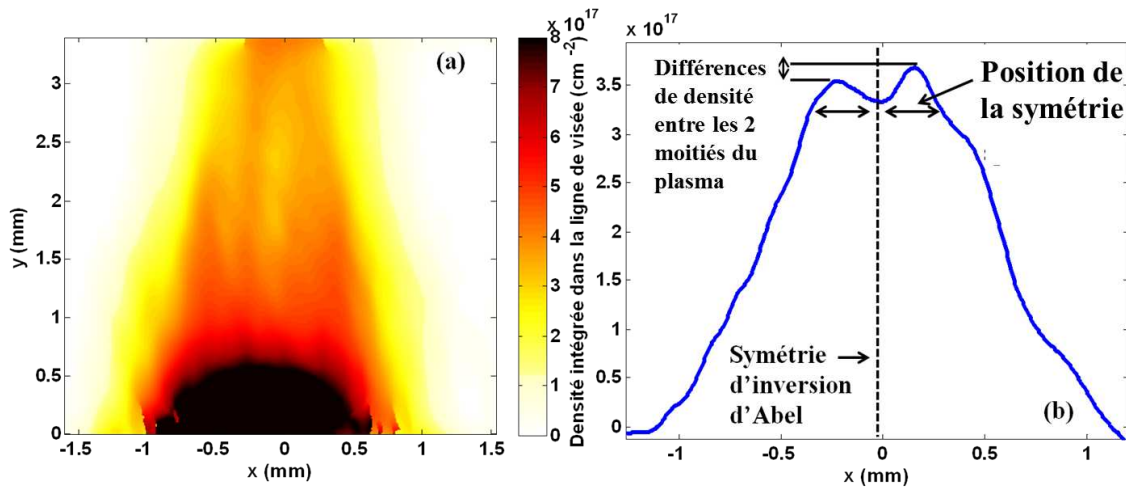 x 10^17
(a)
3
2.5
2
1.5
1
0.5
0
y (mm)
-1.5
-1
-0.5
0
0.5
1
1.5
x (mm)
8
7
6
5
4
3
2
1
0
Densité intégrée dans la ligne de visée (cm⁻²)
x 10^17
3.5
3
2.5
2
1.5
1
0.5
0
Différences
de densité
entre les 2
moitiés du
plasma
Position de
la symétrie
Symétrie
d'inversion
d'Abel
(b)
-1
-0.5
0
0.5
1
x (mm)